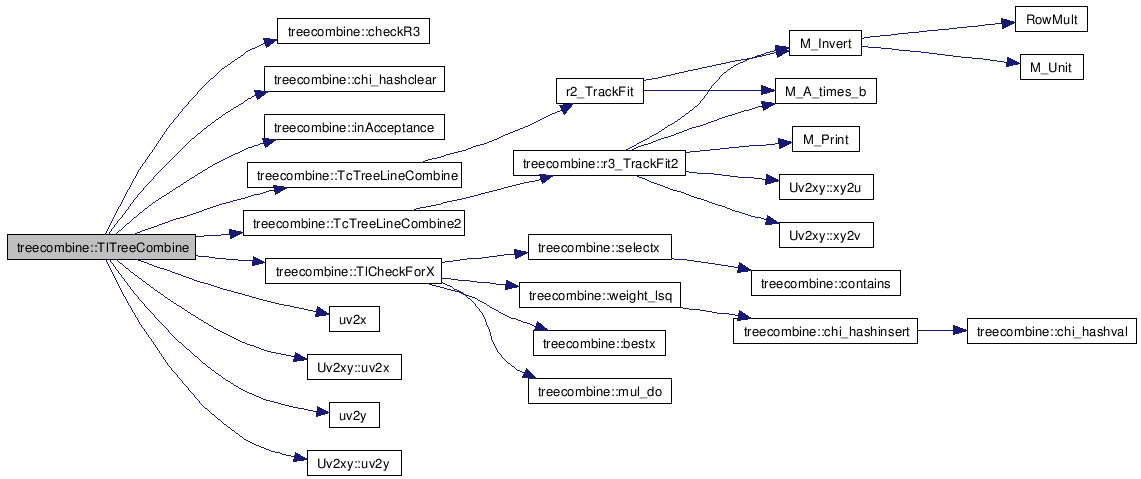 treecombine::TlTreeCombine
treecombine::checkR3
treecombine::chi_hashclear
treecombine::inAcceptance
treecombine::TcTreeLineCombine
treecombine::TcTreeLineCombine2
treecombine::TlCheckForX
uv2x
Uv2xy::uv2x
uv2y
Uv2xy::uv2y
r2_TrackFit
treecombine::r3_TrackFit2
treecombine::selectx
treecombine::weight_lsq
treecombine::bestx
treecombine::mul_do
M_Invert
M_A_times_b
M_Print
Uv2xy::xy2u
Uv2xy::xy2v
treecombine::contains
treecombine::chi_hashinsert
RowMult
M_Unit
treecombine::chi_hashval